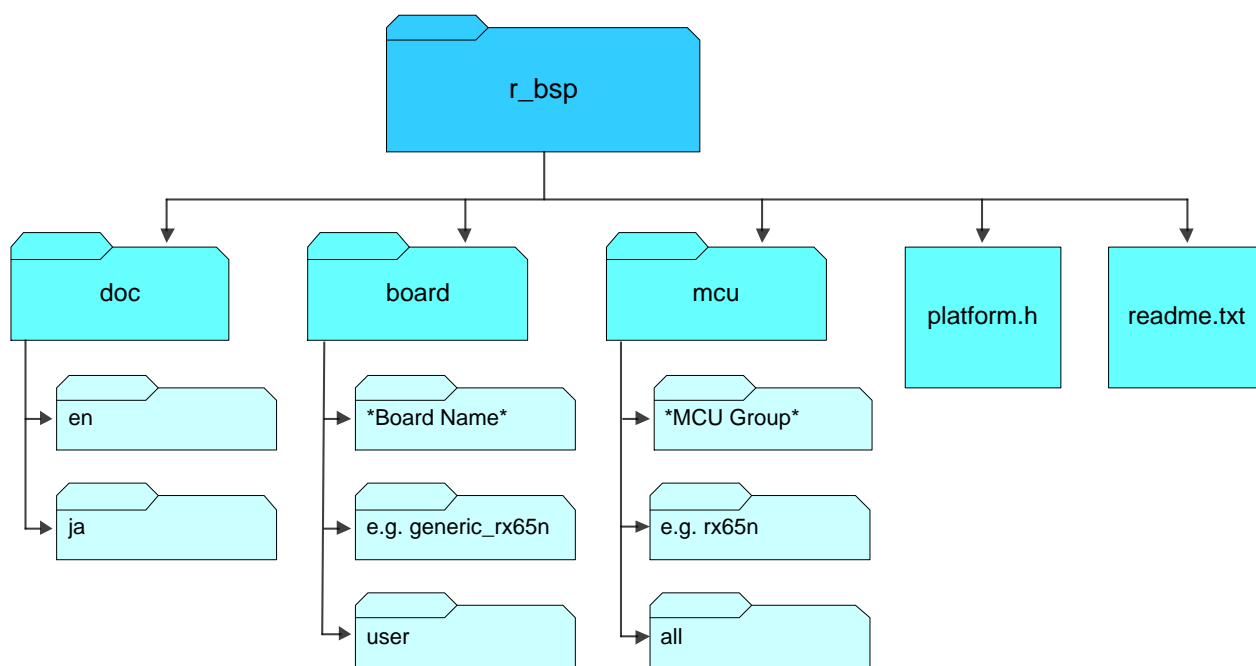 r_bsp
doc
board
mcu
platform.h
readme.txt
en
*Board Name*
*MCU Group*
ja
e.g. generic_rx65n
e.g. rx65n
user
all